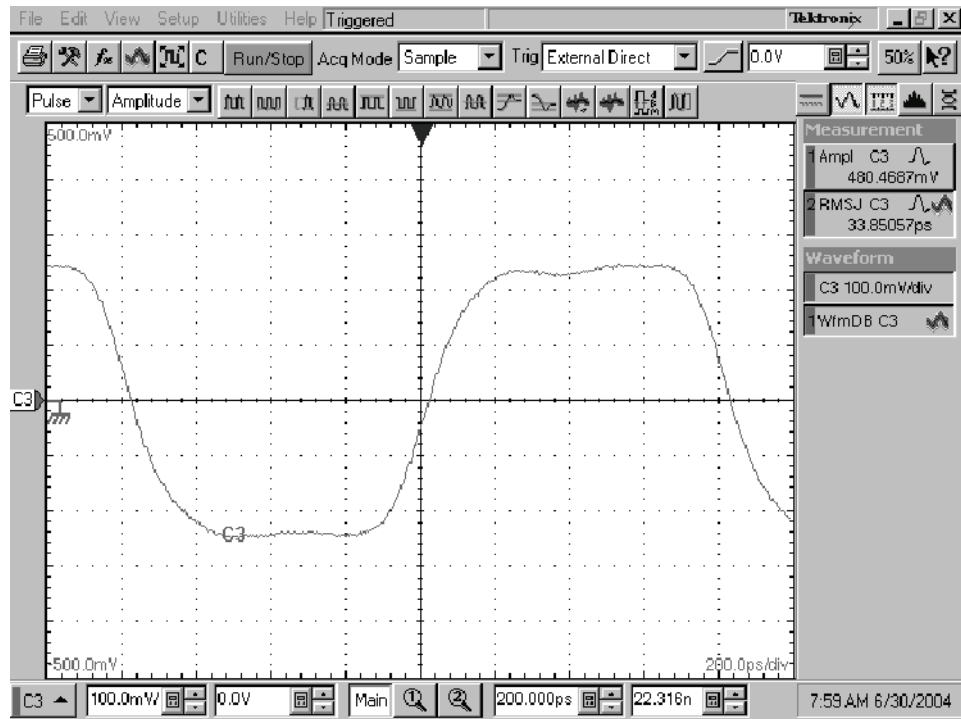 File Edit View Setup Utilities Help Triggered Tektronix
C Run/Stop Acq Mode Sample Trig External Direct 0.0V 50%
Pulse Amplitude
500.0mV
Measurement
1 Ampl C3
480.4687mV
2 RMSJ C3
33.85057ps
Waveform
C3 100.0mV/div
1 WfmDB C3
C3
C3
-500.0mV
200.0ps/div
C3 100.0mV/ 0.0V Main 1 2 200.000ps 22.316n 7:59 AM 6/30/2004